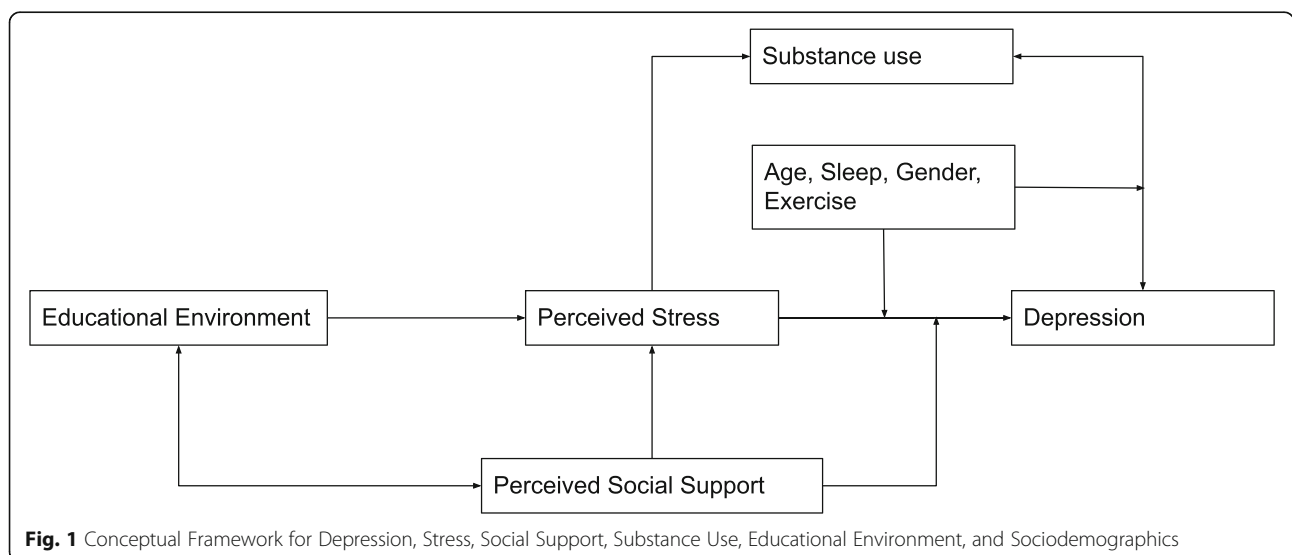 Substance use
Age, Sleep, Gender,
Exercise
Educational Environment
Perceived Stress
Depression
Perceived Social Support
Fig. 1 Conceptual Framework for Depression, Stress, Social Support, Substance Use, Educational Environment, and Sociodemographics